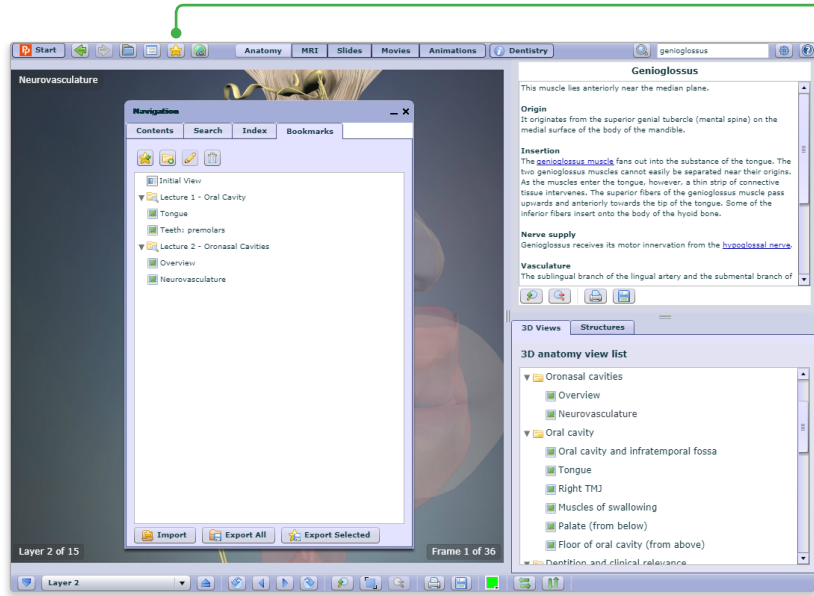 Start
Anatomy
MRI
Slides
Movies
Animations
Dentistry
genioglossus
Neurovasculature
Navigation
Contents
Search
Index
Bookmarks
Initial View
Lecture 1 - Oral Cavity
Tongue
Teeth: premolars
Lecture 2 - Oronasal Cavities
Overview
Neurovasculature
Import
Export All
Export Selected
Layer 2 of 15
Frame 1 of 36
Layer 2
Genioglossus
This muscle lies anteriorly near the median plane.
Origin
It originates from the superior genial tubercle (mental spine) on the
medial surface of the body of the mandible.
Insertion
The genioglossus muscle fans out into the substance of the tongue. The
two genioglossus muscles cannot easily be separated near their origins.
As the muscles enter the tongue, however, a thin strip of connective
tissue intervenes. The superior fibers of the genioglossus muscle pass
upwards and anteriorly towards the tip of the tongue. Some of the
inferior fibers insert onto the body of the hyoid bone.
Nerve supply
Genioglossus receives its motor innervation from the hypoglossal nerve.
Vasculature
The sublingual branch of the lingual artery and the submental branch of
3D Views
Structures
3D anatomy view list
Oronasal cavities
Overview
Neurovasculature
Oral cavity
Oral cavity and infratemporal fossa
Tongue
Right TMJ
Muscles of swallowing
Palate (from below)
Floor of oral cavity (from above)
Dentition and clinical relevance